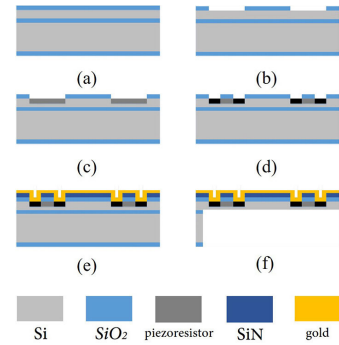 (a) (b)
(c) (d)
(e) (f)
Si SiO₂ piezoresistor SiN gold